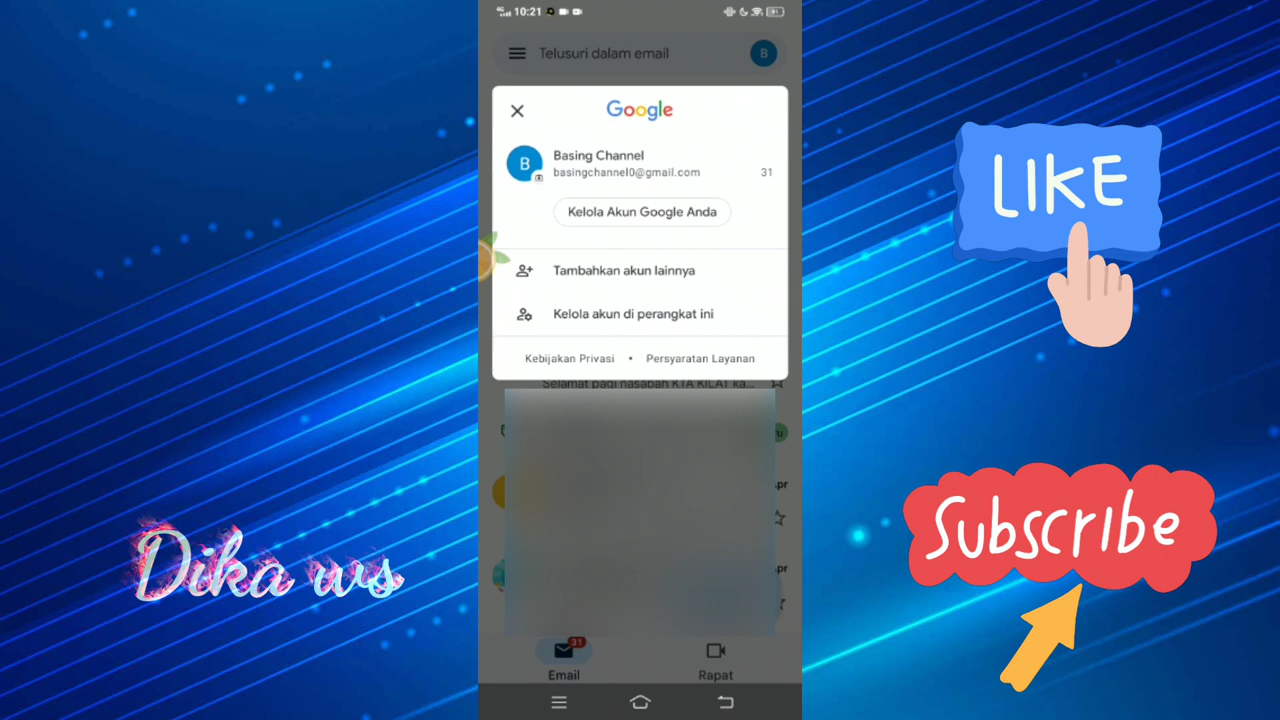 4G 10:21
Telusuri dalam email
B
Google
B
Basing Channel
basingchannel0@gmail.com
31
Kelola Akun Google Anda
Tambahkan akun lainnya
Kelola akun di perangkat ini
Kebijakan Privasi • Persyaratan Layanan
Selamat pagi nasabah KTA KILAT ka...
31
Email
Rapat
LIKE
Subscribe
Dika ws